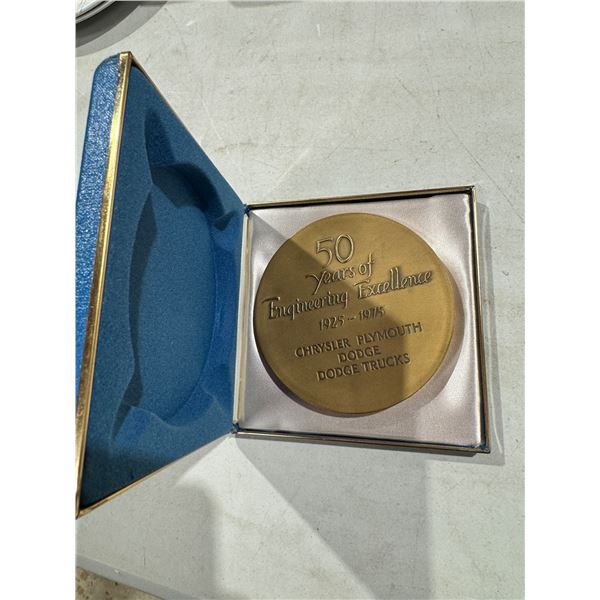 50
years of
Engineering Excellence
1925 - 1975
CHRYSLER PLYMOUTH
DODGE
DODGE TRUCKS